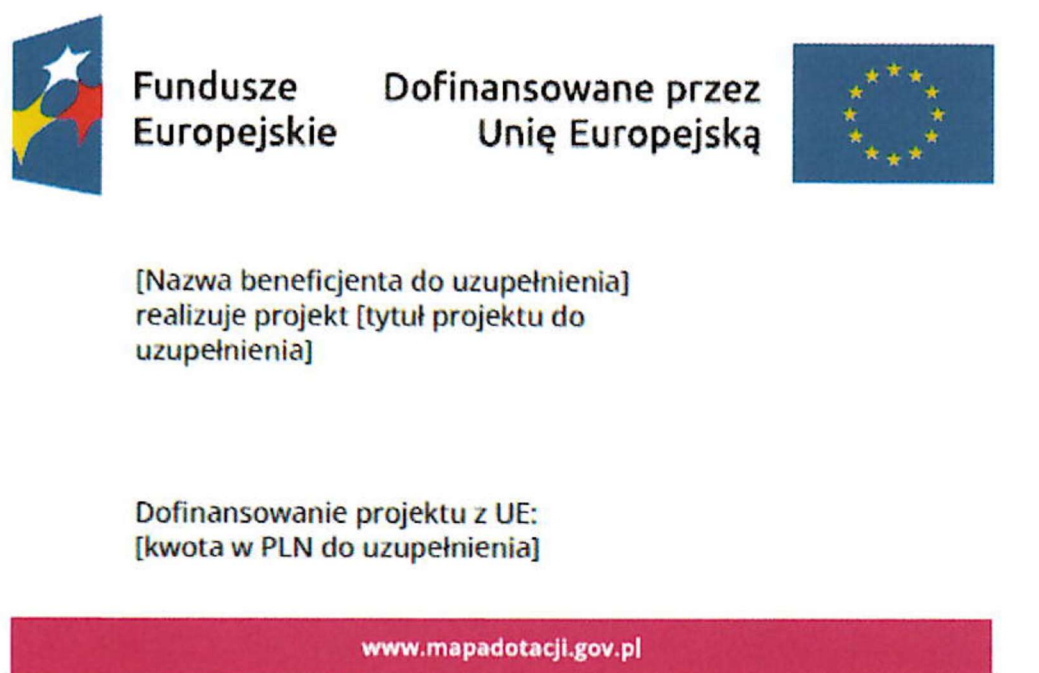 Fundusze
Europejskie
Dofinansowane przez
Unię Europejską
[Nazwa beneficjenta do uzupełnienia]
realizuje projekt [tytuł projektu do
uzupełnienia]
Dofinansowanie projektu z UE:
[kwota w PLN do uzupełnienia]
www.mapadotacji.gov.pl